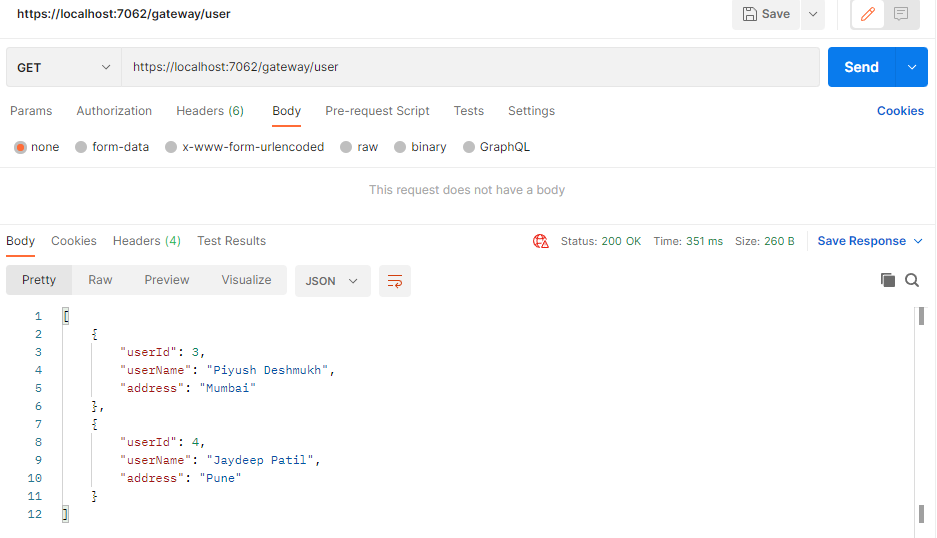 https://localhost:7062/gateway/user
Save
GET https://localhost:7062/gateway/user Send
Params Authorization Headers (6) Body Pre-request Script Tests Settings Cookies
none form-data x-www-form-urlencoded raw binary GraphQL
This request does not have a body
Body Cookies Headers (4) Test Results Status: 200 OK Time: 351 ms Size: 260 B Save Response
Pretty Raw Preview Visualize JSON
1 [
2 {
3 "userId": 3,
4 "userName": "Piyush Deshmukh",
5 "address": "Mumbai"
6 },
7 {
8 "userId": 4,
9 "userName": "Jaydeep Patil",
10 "address": "Pune"
11 }
12 ]